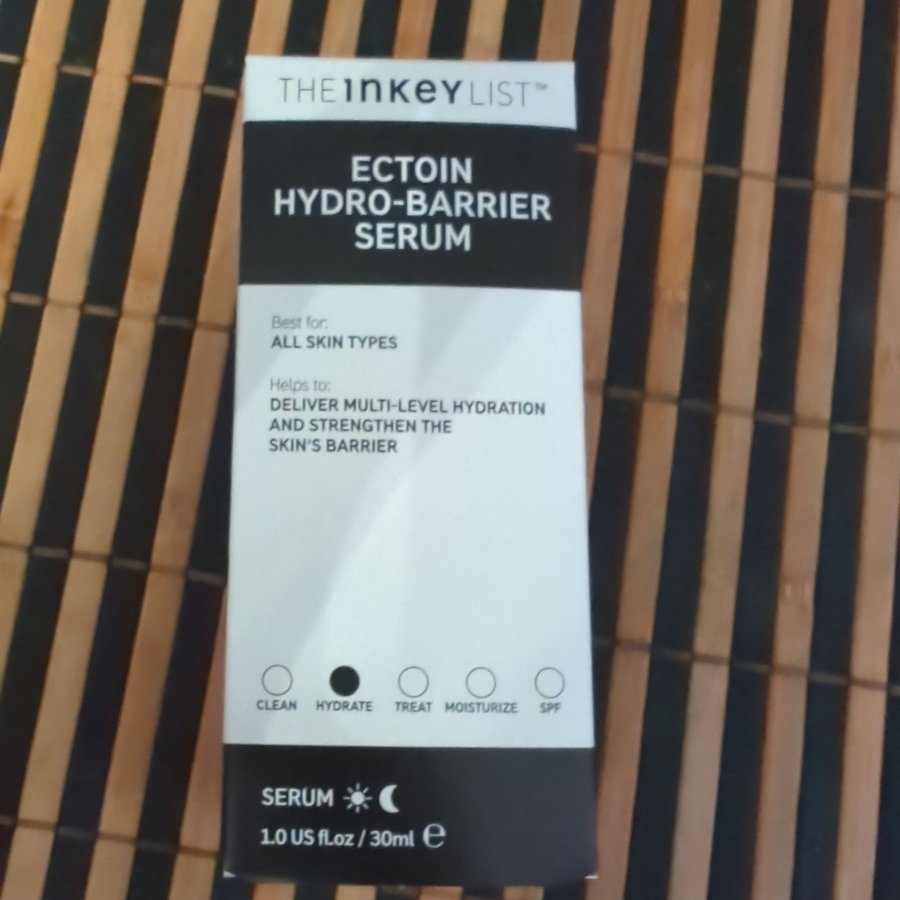 THE INKEY LIST™
ECTOIN
HYDRO-BARRIER
SERUM
Best for:
ALL SKIN TYPES
Helps to:
DELIVER MULTI-LEVEL HYDRATION
AND STRENGTHEN THE
SKIN'S BARRIER
CLEAN HYDRATE TREAT MOISTURIZE SPF
SERUM
1.0 US fl.oz / 30ml ℮